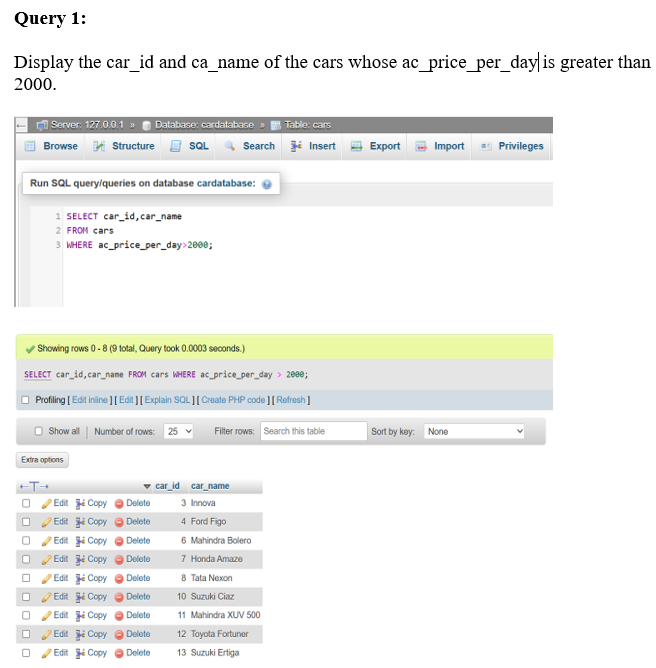 Query 1:
Display the car_id and ca_name of the cars whose ac_price_per_day is greater than
2000.
Server: 127.0.0.1 » Database: cardatabase » Table: cars
Browse Structure SQL Search Insert Export Import Privileges
Run SQL query/queries on database cardatabase:
1 SELECT car_id,car_name
2 FROM cars
3 WHERE ac_price_per_day>2000;
Showing rows 0 - 8 (9 total, Query took 0.0003 seconds.)
SELECT car_id,car_name FROM cars WHERE ac_price_per_day > 2000;
Profiling [ Edit inline ] [ Edit ] [ Explain SQL ] [ Create PHP code ] [ Refresh ]
Show all | Number of rows: 25 Filter rows: Search this table Sort by key: None
Extra options
←T→ car_id car_name
Edit Copy Delete 3 Innova
Edit Copy Delete 4 Ford Figo
Edit Copy Delete 6 Mahindra Bolero
Edit Copy Delete 7 Honda Amaze
Edit Copy Delete 8 Tata Nexon
Edit Copy Delete 10 Suzuki Ciaz
Edit Copy Delete 11 Mahindra XUV 500
Edit Copy Delete 12 Toyota Fortuner
Edit Copy Delete 13 Suzuki Ertiga